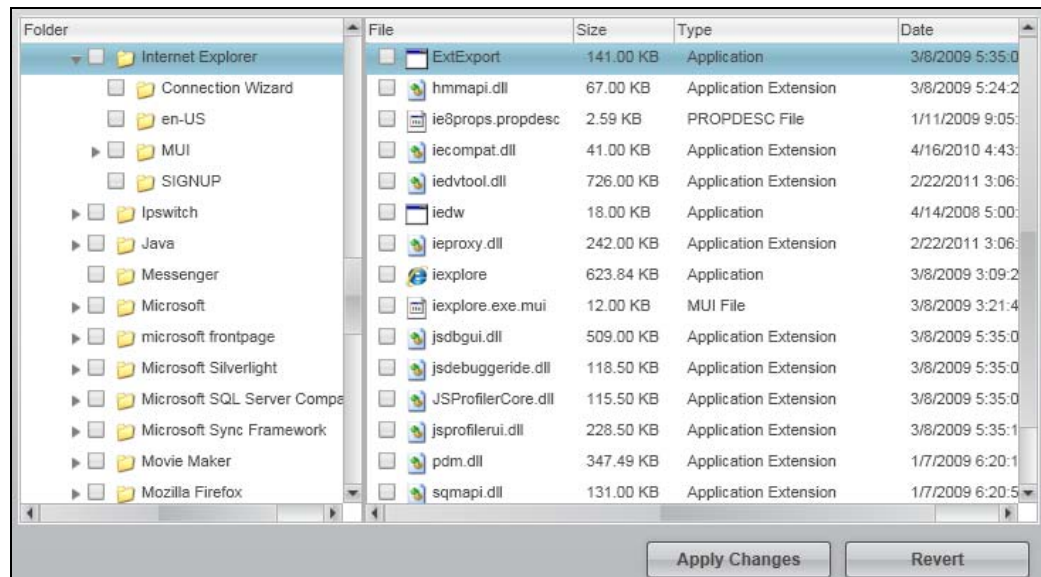 Folder File Size Type Date
Internet Explorer ExtExport 141.00 KB Application 3/8/2009 5:35:0
Connection Wizard hmmapi.dll 67.00 KB Application Extension 3/8/2009 5:24:2
en-US ie8props.propdesc 2.59 KB PROPDESC File 1/11/2009 9:05:
MUI iecompat.dll 41.00 KB Application Extension 4/16/2010 4:43:
SIGNUP iedvtool.dll 726.00 KB Application Extension 2/22/2011 3:06:
Ipswitch iedw 18.00 KB Application 4/14/2008 5:00:
Java ieproxy.dll 242.00 KB Application Extension 2/22/2011 3:06:
Messenger iexplore 623.84 KB Application 3/8/2009 3:09:2
Microsoft iexplore.exe.mui 12.00 KB MUI File 3/8/2009 3:21:4
microsoft frontpage jsdbgui.dll 509.00 KB Application Extension 3/8/2009 5:35:0
Microsoft Silverlight jsdebuggeride.dll 118.50 KB Application Extension 3/8/2009 5:35:0
Microsoft SQL Server Compa JSProfilerCore.dll 115.50 KB Application Extension 3/8/2009 5:35:0
Microsoft Sync Framework jsprofilerui.dll 228.50 KB Application Extension 3/8/2009 5:35:1
Movie Maker pdm.dll 347.49 KB Application Extension 1/7/2009 6:20:1
Mozilla Firefox sqmapi.dll 131.00 KB Application Extension 1/7/2009 6:20:5
Apply Changes Revert